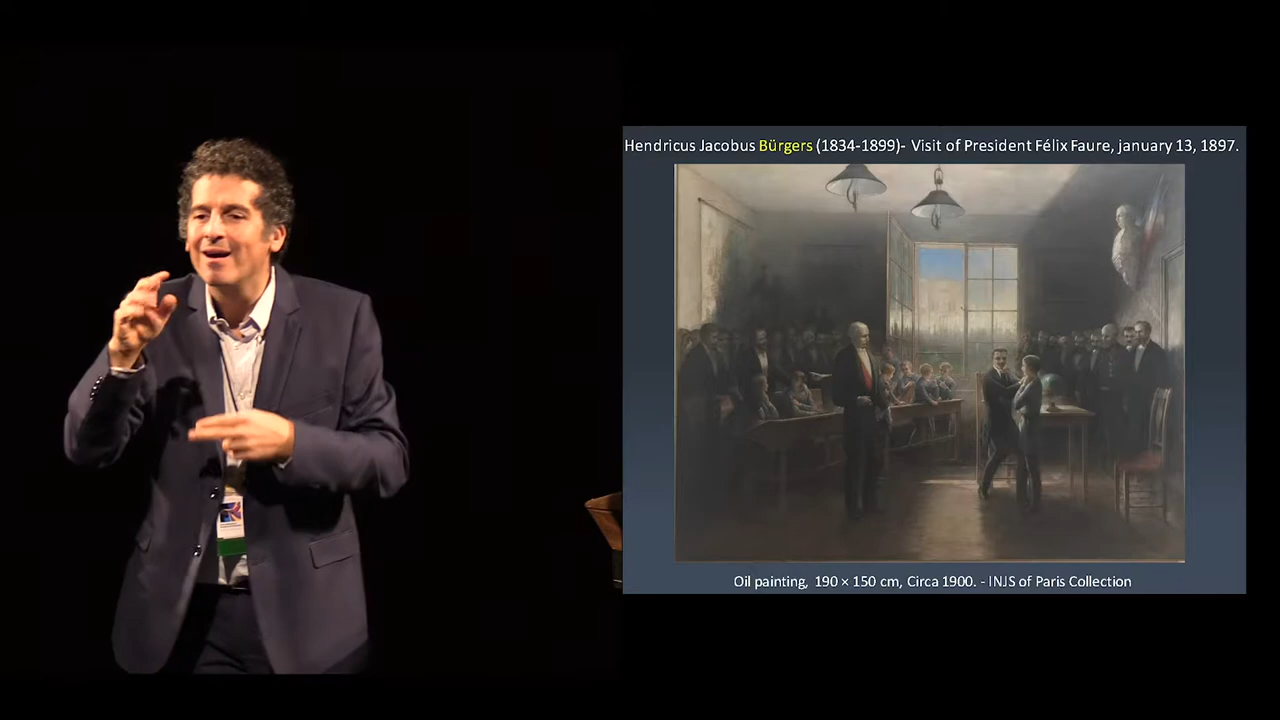 Hendricus Jacobus Bürgers (1834-1899)- Visit of President Félix Faure, january 13, 1897.
Oil painting, 190 × 150 cm, Circa 1900. - INJS of Paris Collection